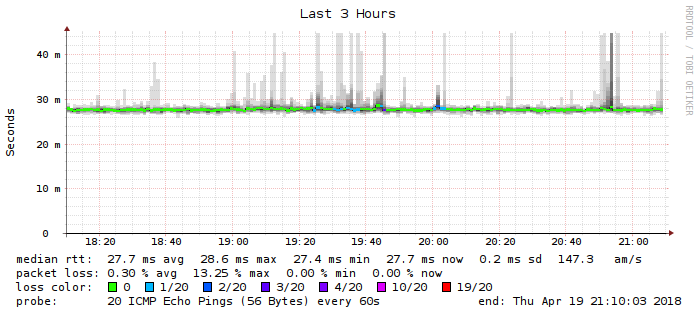 Last 3 Hours
RRDTOOL / TOBI OETIKER
Seconds
40 m
30 m
20 m
10 m
0
18:20 18:40 19:00 19:20 19:40 20:00 20:20 20:40 21:00
median rtt: 27.7 ms avg 28.6 ms max 27.4 ms min 27.7 ms now 0.2 ms sd 147.3 am/s
packet loss: 0.30 % avg 13.25 % max 0.00 % min 0.00 % now
loss color: 0 1/20 2/20 3/20 4/20 10/20 19/20
probe: 20 ICMP Echo Pings (56 Bytes) every 60s end: Thu Apr 19 21:10:03 2018